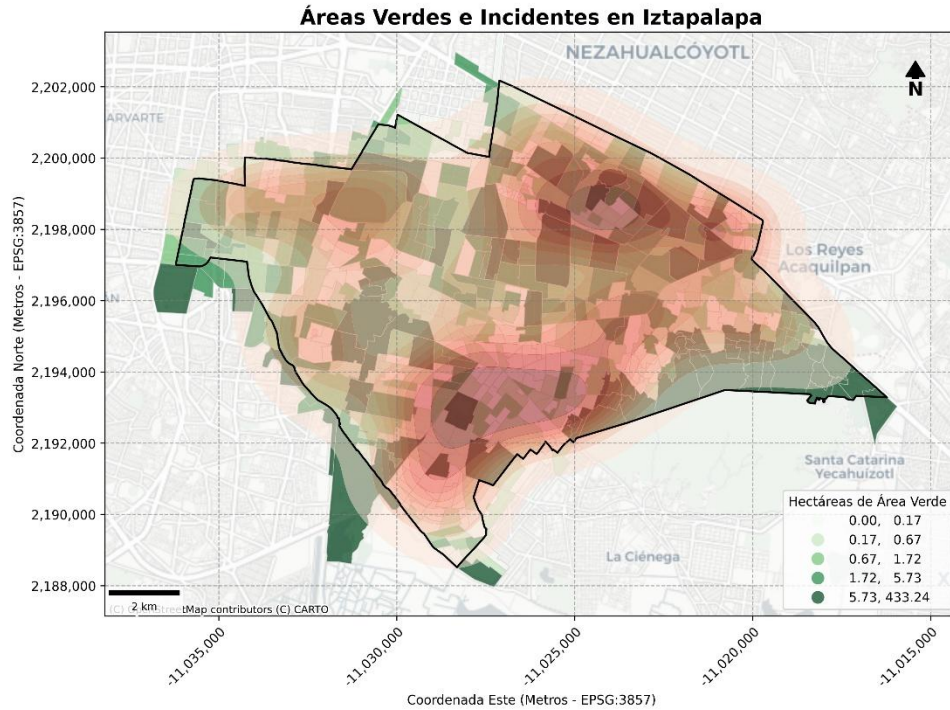 Áreas Verdes e Incidentes en Iztapalapa
NEZAHUALCÓYOTL
N
ARVARTE
Los Reyes
Acaquilpan
Santa Catarina
Yecahuízotl
La Ciénega
Coordenada Norte (Metros - EPSG:3857)
2,202,000
2,200,000
2,198,000
2,196,000
2,194,000
2,192,000
2,190,000
2,188,000
Hectáreas de Área Verde
0.00, 0.17
0.17, 0.67
0.67, 1.72
1.72, 5.73
5.73, 433.24
2 km
tMap contributors (C) CARTO
-11,035,000
-11,030,000
-11,025,000
-11,020,000
-11,015,000
Coordenada Este (Metros - EPSG:3857)